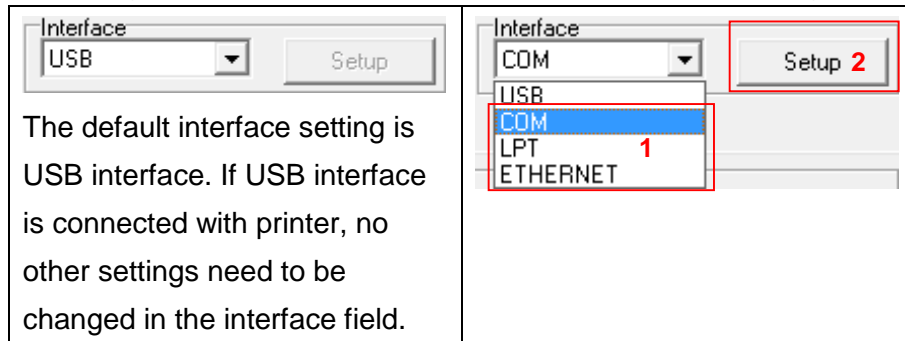 Interface
USB
Setup
The default interface setting is
USB interface. If USB interface
is connected with printer, no
other settings need to be
changed in the interface field.
Interface
COM
Setup 2
USB
COM
LPT 1
ETHERNET